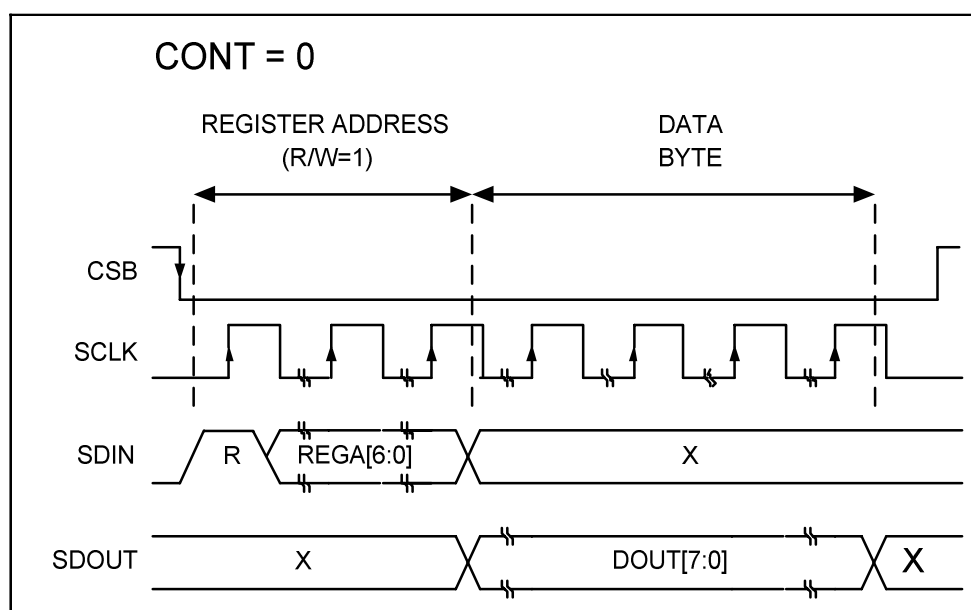 CONT = 0
REGISTER ADDRESS
(R/W=1)
DATA
BYTE
CSB
SCLK
SDIN
R
REGA[6:0]
X
SDOUT
X
DOUT[7:0]
X